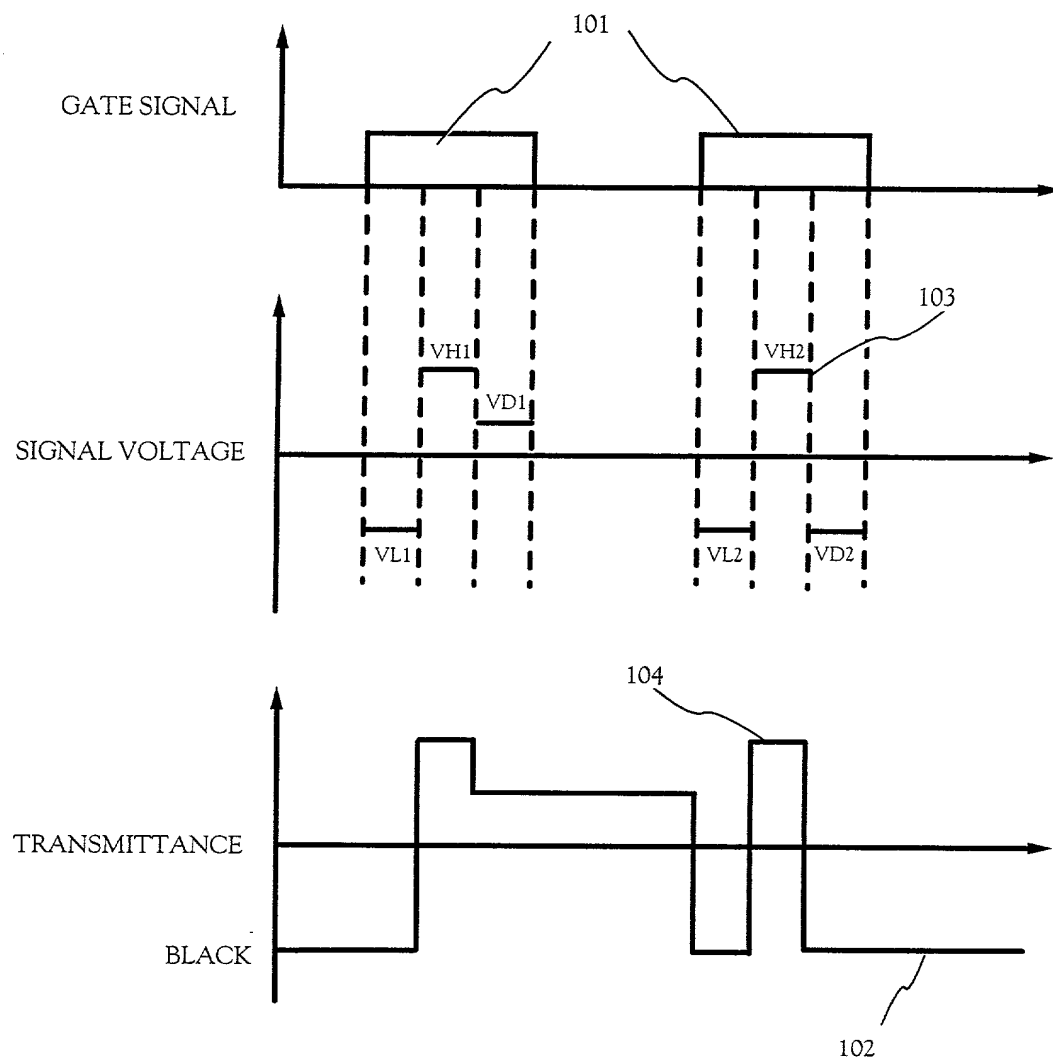 101
GATE SIGNAL
103
VH1
VH2
VD1
SIGNAL VOLTAGE
VL1
VL2
VD2
104
TRANSMITTANCE
BLACK
102